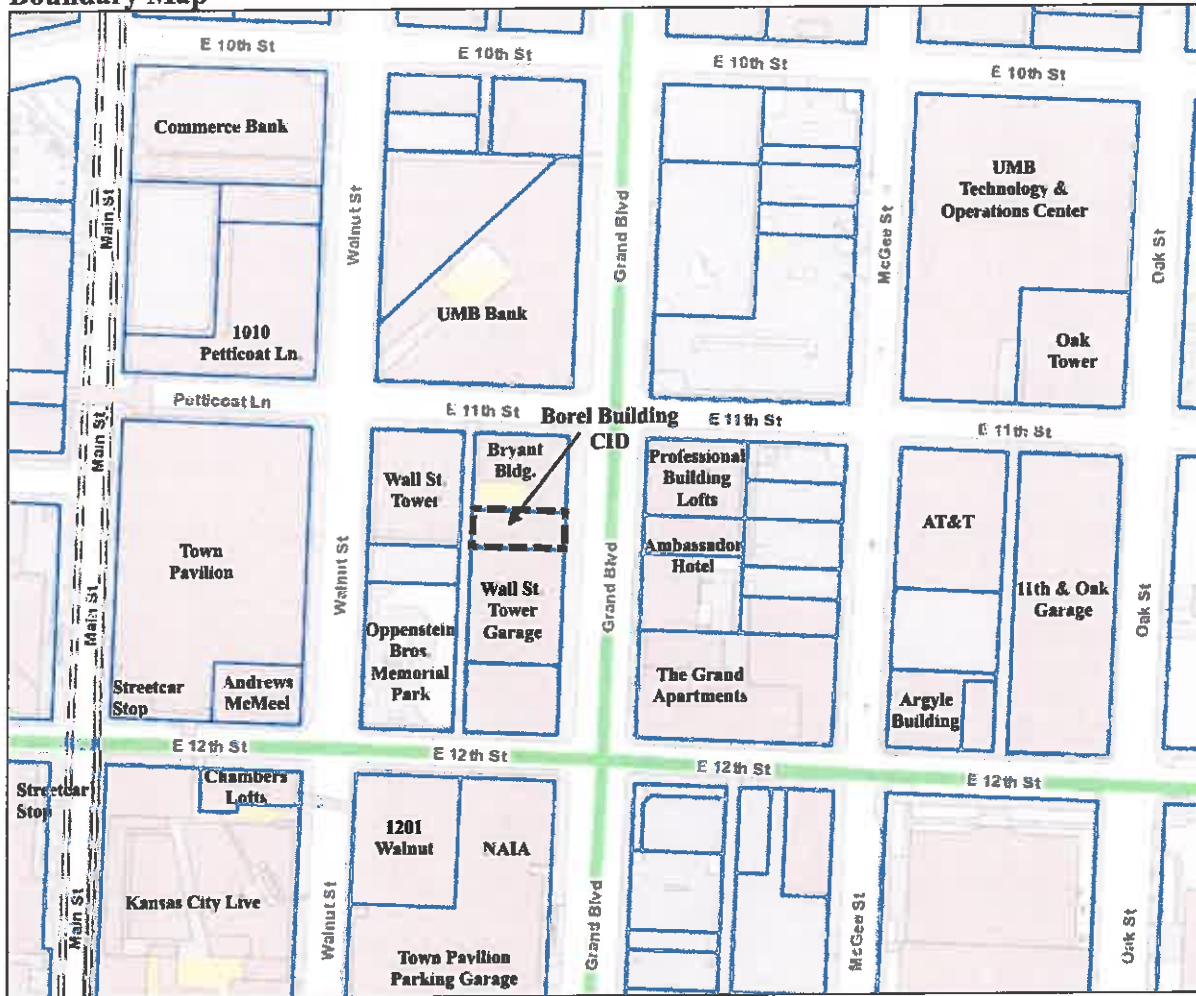 Boundary Map
E 10th St
E 10th St
E 10th St
E 10th St
Commerce Bank
UMB
Technology &
Operations Center
Main St
Walnut St
Grand Blvd
McGee St
Oak St
UMB Bank
1010
Petticoat Ln
Oak
Tower
Petticoat Ln
E 11th St
E 11th St
E 11th St
Borel Building
CID
Main St
Bryant
Bldg.
Wall St
Tower
Professional
Building
Lofts
AT&T
Town
Pavilion
Ambassador
Hotel
Walnut St
Grand Blvd
Wall St
Tower
Garage
11th & Oak
Garage
Oak St
Main St
Oppenstein
Bros
Memorial
Park
The Grand
Apartments
Streetcar
Stop
Andrews
McMeel
Argyle
Building
E 12th St
E 12th St
E 12th St
E 12th St
Streetcar
Stop
Chambers
Lofts
1201
Walnut
NAIA
Kansas City Live
Main St
Walnut St
Grand Blvd
McGee St
Oak St
Town Pavilion
Parking Garage